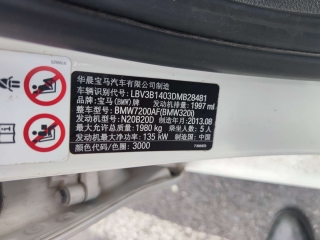 华晨宝马汽车有限公司制造
车辆识别代号: LBV3B1403DMB28481
品牌: 宝马(BMW)牌 发动机排量: 1997 ml
整车型号: BMW7200AF(BMW320i)
发动机型号: N20B20D 制造年月: 2013.08
最大允许总质量: 1980 kg 乘坐人数: 5 人
发动机最大净功率: 135 kW 制造国: 中国
颜色代码/色号: 3000